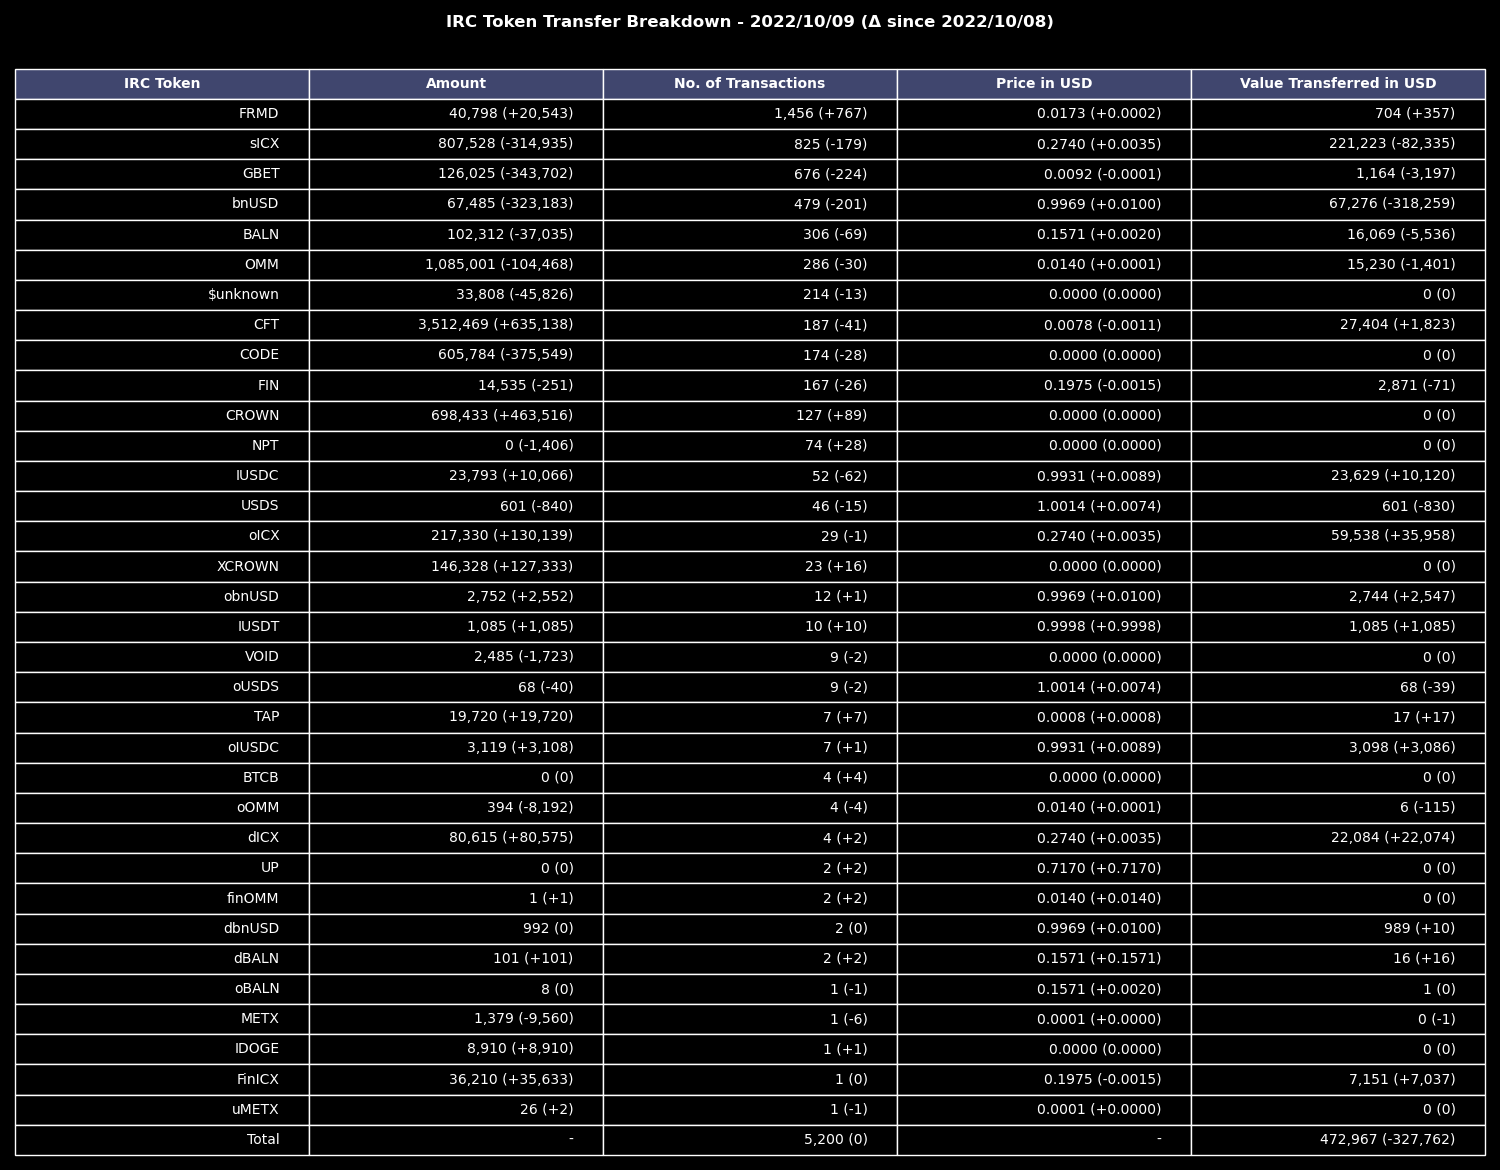 IRC Token Transfer Breakdown - 2022/10/09 (Δ since 2022/10/08)
IRC Token Amount No. of Transactions Price in USD Value Transferred in USD
FRMD 40,798 (+20,543) 1,456 (+767) 0.0173 (+0.0002) 704 (+357)
sICX 807,528 (-314,935) 825 (-179) 0.2740 (+0.0035) 221,223 (-82,335)
GBET 126,025 (-343,702) 676 (-224) 0.0092 (-0.0001) 1,164 (-3,197)
bnUSD 67,485 (-323,183) 479 (-201) 0.9969 (+0.0100) 67,276 (-318,259)
BALN 102,312 (-37,035) 306 (-69) 0.1571 (+0.0020) 16,069 (-5,536)
OMM 1,085,001 (-104,468) 286 (-30) 0.0140 (+0.0001) 15,230 (-1,401)
$unknown 33,808 (-45,826) 214 (-13) 0.0000 (0.0000) 0 (0)
CFT 3,512,469 (+635,138) 187 (-41) 0.0078 (-0.0011) 27,404 (+1,823)
CODE 605,784 (-375,549) 174 (-28) 0.0000 (0.0000) 0 (0)
FIN 14,535 (-251) 167 (-26) 0.1975 (-0.0015) 2,871 (-71)
CROWN 698,433 (+463,516) 127 (+89) 0.0000 (0.0000) 0 (0)
NPT 0 (-1,406) 74 (+28) 0.0000 (0.0000) 0 (0)
IUSDC 23,793 (+10,066) 52 (-62) 0.9931 (+0.0089) 23,629 (+10,120)
USDS 601 (-840) 46 (-15) 1.0014 (+0.0074) 601 (-830)
oICX 217,330 (+130,139) 29 (-1) 0.2740 (+0.0035) 59,538 (+35,958)
XCROWN 146,328 (+127,333) 23 (+16) 0.0000 (0.0000) 0 (0)
obnUSD 2,752 (+2,552) 12 (+1) 0.9969 (+0.0100) 2,744 (+2,547)
IUSDT 1,085 (+1,085) 10 (+10) 0.9998 (+0.9998) 1,085 (+1,085)
VOID 2,485 (-1,723) 9 (-2) 0.0000 (0.0000) 0 (0)
oUSDS 68 (-40) 9 (-2) 1.0014 (+0.0074) 68 (-39)
TAP 19,720 (+19,720) 7 (+7) 0.0008 (+0.0008) 17 (+17)
oIUSDC 3,119 (+3,108) 7 (+1) 0.9931 (+0.0089) 3,098 (+3,086)
BTCB 0 (0) 4 (+4) 0.0000 (0.0000) 0 (0)
oOMM 394 (-8,192) 4 (-4) 0.0140 (+0.0001) 6 (-115)
dICX 80,615 (+80,575) 4 (+2) 0.2740 (+0.0035) 22,084 (+22,074)
UP 0 (0) 2 (+2) 0.7170 (+0.7170) 0 (0)
finOMM 1 (+1) 2 (+2) 0.0140 (+0.0140) 0 (0)
dbnUSD 992 (0) 2 (0) 0.9969 (+0.0100) 989 (+10)
dBALN 101 (+101) 2 (+2) 0.1571 (+0.1571) 16 (+16)
oBALN 8 (0) 1 (-1) 0.1571 (+0.0020) 1 (0)
METX 1,379 (-9,560) 1 (-6) 0.0001 (+0.0000) 0 (-1)
IDOGE 8,910 (+8,910) 1 (+1) 0.0000 (0.0000) 0 (0)
FinICX 36,210 (+35,633) 1 (0) 0.1975 (-0.0015) 7,151 (+7,037)
uMETX 26 (+2) 1 (-1) 0.0001 (+0.0000) 0 (0)
Total - 5,200 (0) - 472,967 (-327,762)